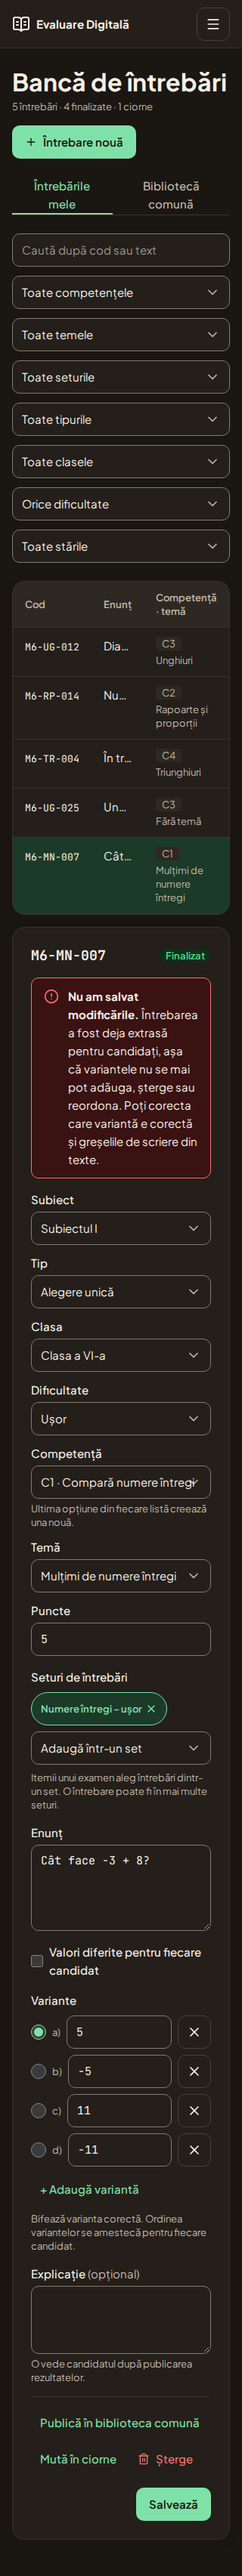 Evaluare Digitală
Bancă de întrebări
5 întrebări · 4 finalizate · 1 ciorne
+ Întrebare nouă
Întrebările mele
Bibliotecă comună
Caută după cod sau text
Toate competențele
Toate temele
Toate seturile
Toate tipurile
Toate clasele
Orice dificultate
Toate stările
Cod Enunț Competență · temă
M6-UG-012 Dia... C3
Unghiuri
M6-RP-014 Nu... C2
Rapoarte și proporții
M6-TR-004 În tr... C4
Triunghiuri
M6-UG-025 Un... C3
Fără temă
M6-MN-007 Cât... C1
Mulțimi de numere întregi
M6-MN-007 Finalizat
Nu am salvat
modificările. Întrebarea
a fost deja extrasă
pentru candidați, așa
că variantele nu se mai
pot adăuga, șterge sau
reordona. Poți corecta
care variantă e corectă
și greșelile de scriere din
texte.
Subiect
Subiectul I
Tip
Alegere unică
Clasa
Clasa a VI-a
Dificultate
Ușor
Competență
C1 · Compară numere întregi
Ultima opțiune din fiecare listă creează
una nouă.
Temă
Mulțimi de numere întregi
Puncte
5
Seturi de întrebări
Numere întregi – ușor ×
Adaugă într-un set
Itemii unui examen aleg întrebări dintr-
un set. O întrebare poate fi în mai multe
seturi.
Enunț
Cât face -3 + 8?
Valori diferite pentru fiecare
candidat
Variante
a) 5
b) -5
c) 11
d) -11
+ Adaugă variantă
Bifează varianta corectă. Ordinea
variantelor se amestecă pentru fiecare
candidat.
Explicație (opțional)
O vede candidatul după publicarea
rezultatelor.
Publică în biblioteca comună
Mută în ciorne Șterge
Salvează